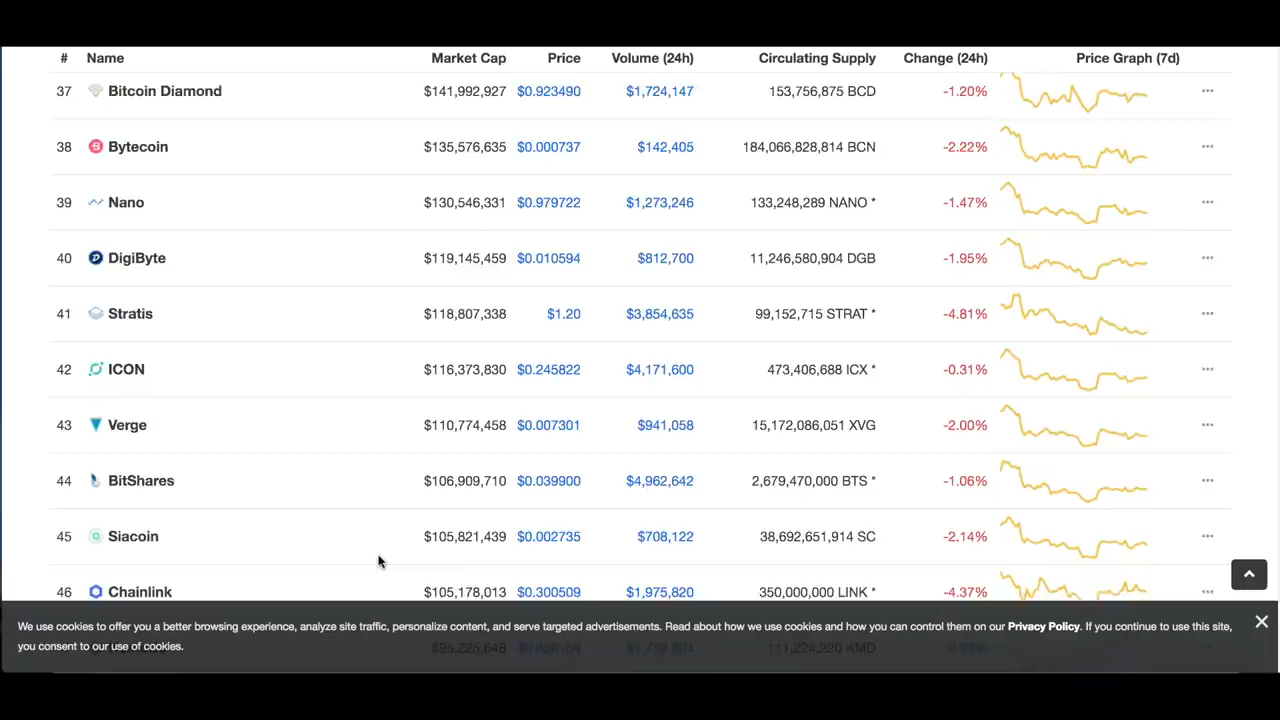 # Name Market Cap Price Volume (24h) Circulating Supply Change (24h) Price Graph (7d)
37 Bitcoin Diamond $141,992,927 $0.923490 $1,724,147 153,756,875 BCD -1.20%
38 Bytecoin $135,576,635 $0.000737 $142,405 184,066,828,814 BCN -2.22%
39 Nano $130,546,331 $0.979722 $1,273,246 133,248,289 NANO * -1.47%
40 DigiByte $119,145,459 $0.010594 $812,700 11,246,580,904 DGB -1.95%
41 Stratis $118,807,338 $1.20 $3,854,635 99,152,715 STRAT * -4.81%
42 ICON $116,373,830 $0.245822 $4,171,600 473,406,688 ICX * -0.31%
43 Verge $110,774,458 $0.007301 $941,058 15,172,086,051 XVG -2.00%
44 BitShares $106,909,710 $0.039900 $4,962,642 2,679,470,000 BTS * -1.06%
45 Siacoin $105,821,439 $0.002735 $708,122 38,692,651,914 SC -2.14%
46 Chainlink $105,178,013 $0.300509 $1,975,820 350,000,000 LINK * -4.37%
We use cookies to offer you a better browsing experience, analyze site traffic, personalize content, and serve targeted advertisements. Read about how we use cookies and how you can control them on our Privacy Policy. If you continue to use this site,
you consent to our use of cookies.
$95,225,648 111,224,220 KMD